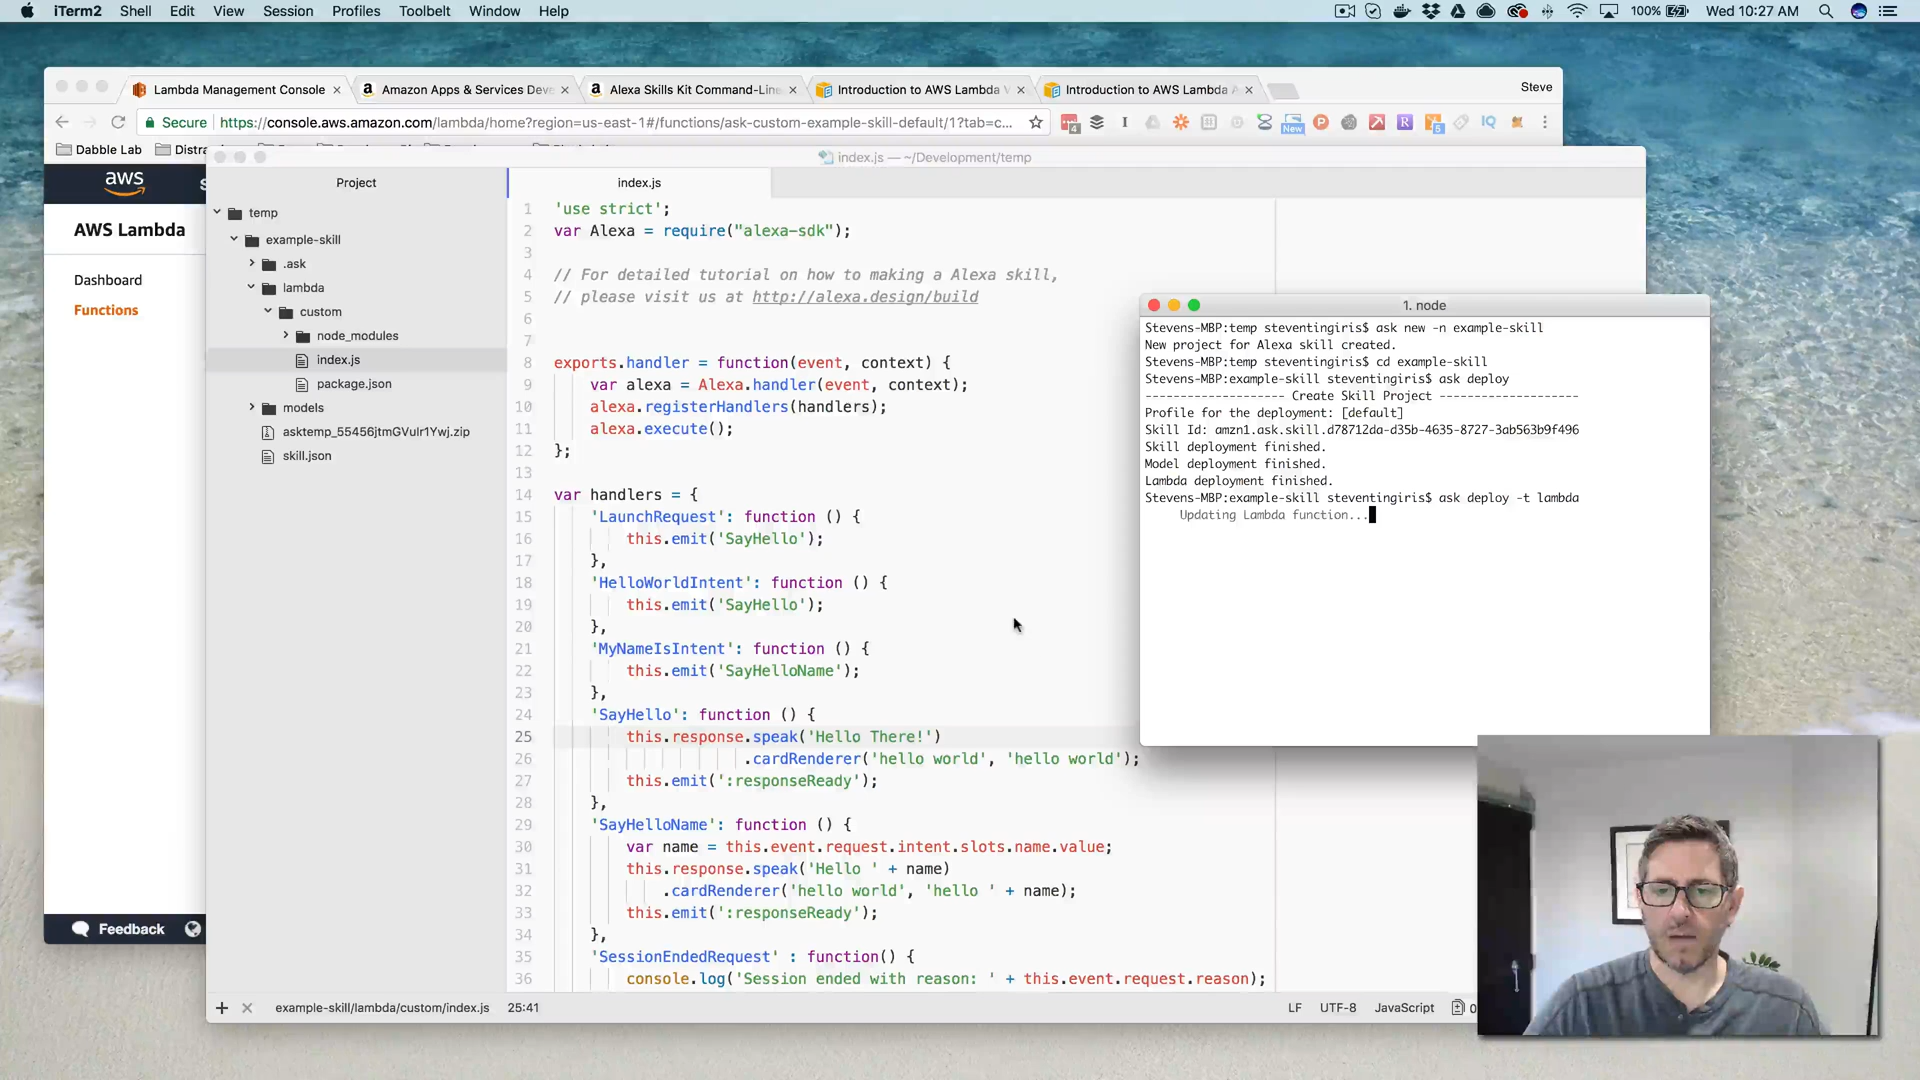 iTerm2 Shell Edit View Session Profiles Toolbelt Window Help
100% Wed 10:27 AM
Lambda Management Console
Amazon Apps & Services Deve
Alexa Skills Kit Command-Line
Introduction to AWS Lambda V
Introduction to AWS Lambda A
Steve
Secure https://console.aws.amazon.com/lambda/home?region=us-east-1#/functions/ask-custom-example-skill-default/1?tab=c...
4
New
5
IQ
Dabble Lab
Distra
aws
S
AWS Lambda
Dashboard
Functions
Feedback
index.js — ~/Development/temp
Project
temp
example-skill
.ask
lambda
custom
node_modules
index.js
package.json
models
asktemp_55456jtmGVulr1Ywj.zip
skill.json
index.js
1 'use strict';
2 var Alexa = require("alexa-sdk");
3
4 // For detailed tutorial on how to making a Alexa skill,
5 // please visit us at http://alexa.design/build
6
7
8 exports.handler = function(event, context) {
9 var alexa = Alexa.handler(event, context);
10 alexa.registerHandlers(handlers);
11 alexa.execute();
12 };
13
14 var handlers = {
15 'LaunchRequest': function () {
16 this.emit('SayHello');
17 },
18 'HelloWorldIntent': function () {
19 this.emit('SayHello');
20 },
21 'MyNameIsIntent': function () {
22 this.emit('SayHelloName');
23 },
24 'SayHello': function () {
25 this.response.speak('Hello There!')
26 .cardRenderer('hello world', 'hello world');
27 this.emit(':responseReady');
28 },
29 'SayHelloName': function () {
30 var name = this.event.request.intent.slots.name.value;
31 this.response.speak('Hello ' + name)
32 .cardRenderer('hello world', 'hello ' + name);
33 this.emit(':responseReady');
34 },
35 'SessionEndedRequest' : function() {
36 console.log('Session ended with reason: ' + this.event.request.reason);
example-skill/lambda/custom/index.js 25:41
LF UTF-8 JavaScript 0
1. node
Stevens-MBP:temp steventingiris$ ask new -n example-skill
New project for Alexa skill created.
Stevens-MBP:temp steventingiris$ cd example-skill
Stevens-MBP:example-skill steventingiris$ ask deploy
-------------------- Create Skill Project --------------------
Profile for the deployment: [default]
Skill Id: amzn1.ask.skill.d78712da-d35b-4635-8727-3ab563b9f496
Skill deployment finished.
Model deployment finished.
Lambda deployment finished.
Stevens-MBP:example-skill steventingiris$ ask deploy -t lambda
Updating Lambda function...